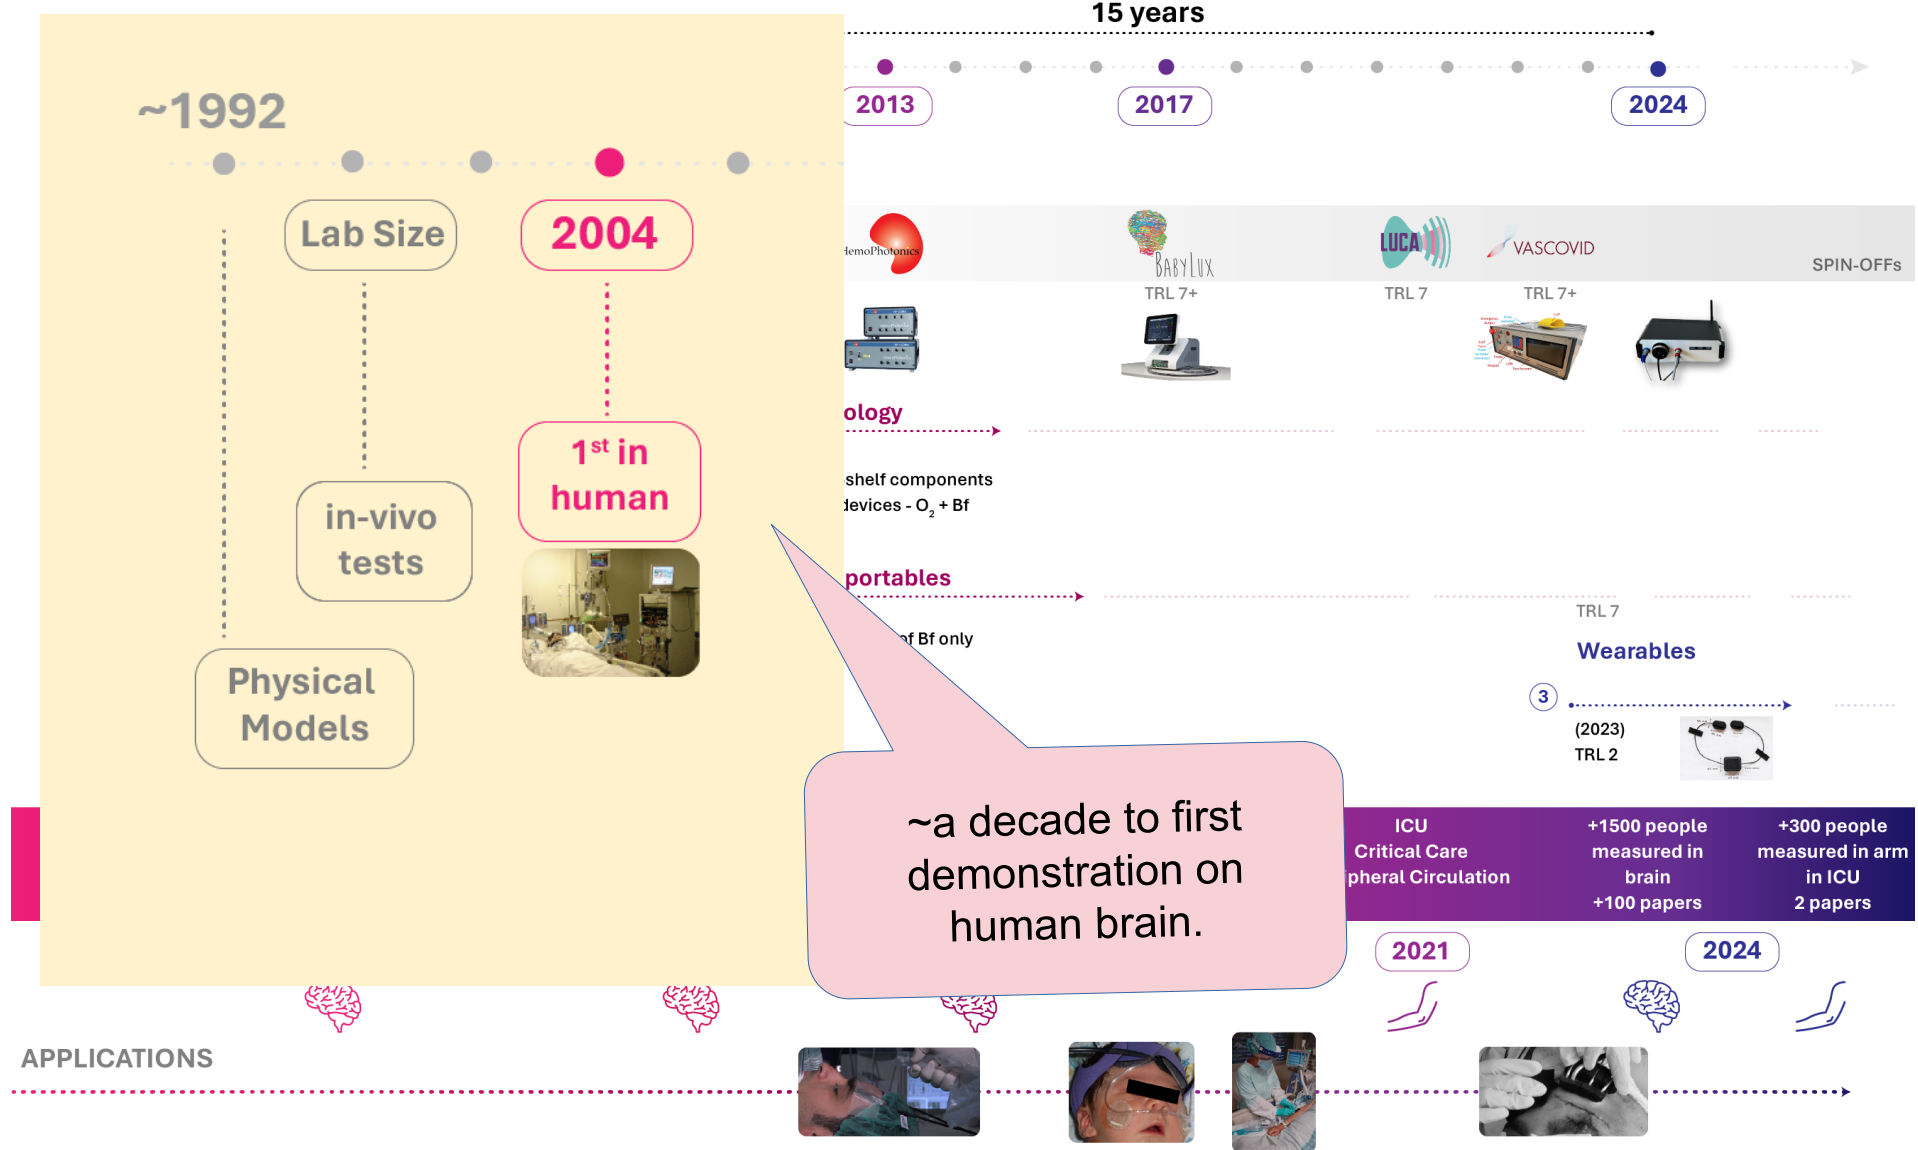 15 years
2013
2017
2024
~1992
Lab Size
2004
HemoPhotonics
BABYLUX
LUCA
VASCOVID
SPIN-OFFs
TRL 7+
TRL 7
TRL 7+
ology
1st in
human
shelf components
devices - O2 + Bf
in-vivo
tests
portables
TRL 7
of Bf only
Wearables
Physical
Models
3
(2023)
TRL 2
~a decade to first
demonstration on
human brain.
ICU
Critical Care
pheral Circulation
+1500 people
measured in
brain
+100 papers
+300 people
measured in arm
in ICU
2 papers
2021
2024
APPLICATIONS